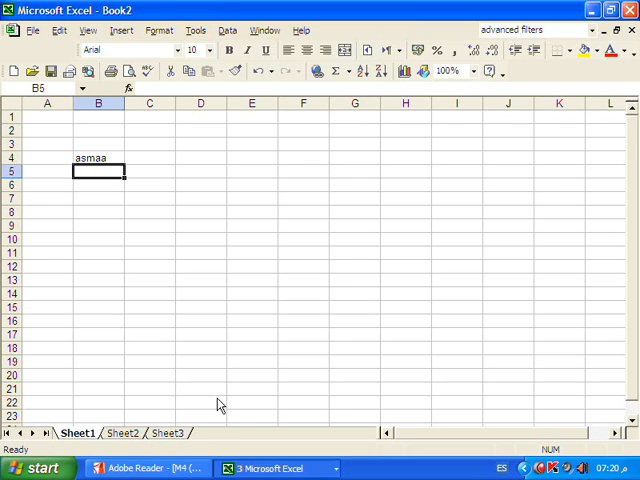 Microsoft Excel - Book2
File Edit View Insert Format Tools Data Window Help advanced filters
Arial 10 B I U
100%
B5 fx
A B C D E F G H I J K L
1
2
3
4 asmaa
5
6
7
8
9
10
11
12
13
14
15
16
17
18
19
20
21
22
23
Sheet1 Sheet2 Sheet3
Ready NUM
start Adobe Reader - [M4 (... 3 Microsoft Excel ES 07:20 م